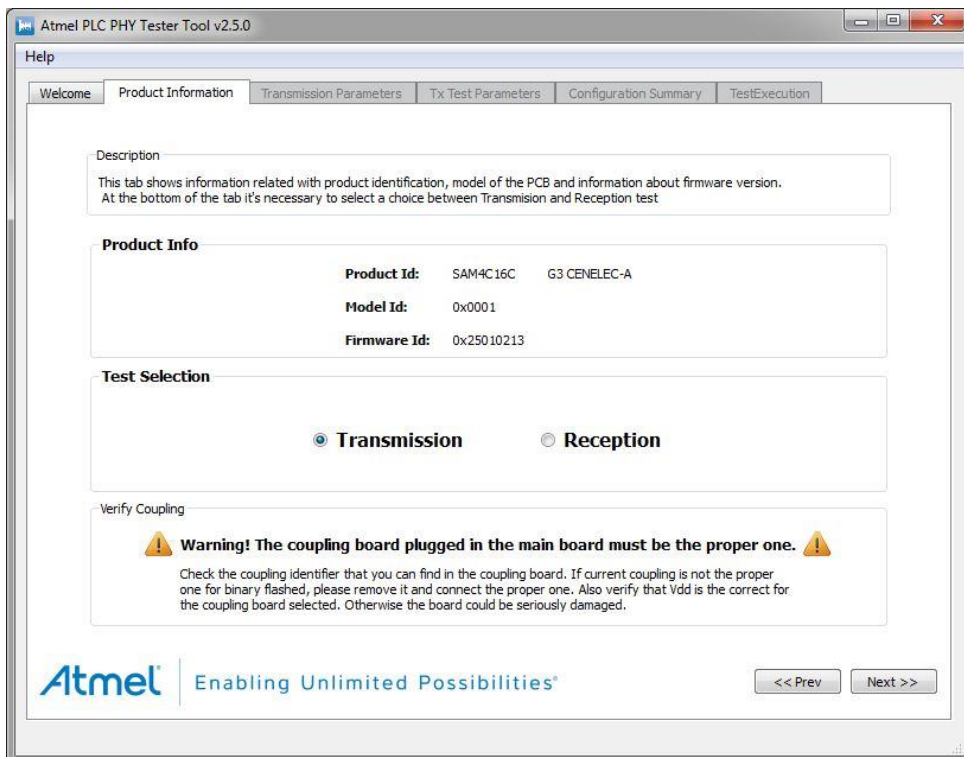 Atmel PLC PHY Tester Tool v2.5.0
Help
Welcome Product Information Transmission Parameters Tx Test Parameters Configuration Summary TestExecution
Description
This tab shows information related with product identification, model of the PCB and information about firmware version.
At the bottom of the tab it's necessary to select a choice between Transmision and Reception test
Product Info
Product Id: SAM4C16C G3 CENELEC-A
Model Id: 0x0001
Firmware Id: 0x25010213
Test Selection
Transmission Reception
Verify Coupling
Warning! The coupling board plugged in the main board must be the proper one.
Check the coupling identifier that you can find in the coupling board. If current coupling is not the proper
one for binary flashed, please remove it and connect the proper one. Also verify that Vdd is the correct for
the coupling board selected. Otherwise the board could be seriously damaged.
Atmel® Enabling Unlimited Possibilities®
<< Prev Next >>